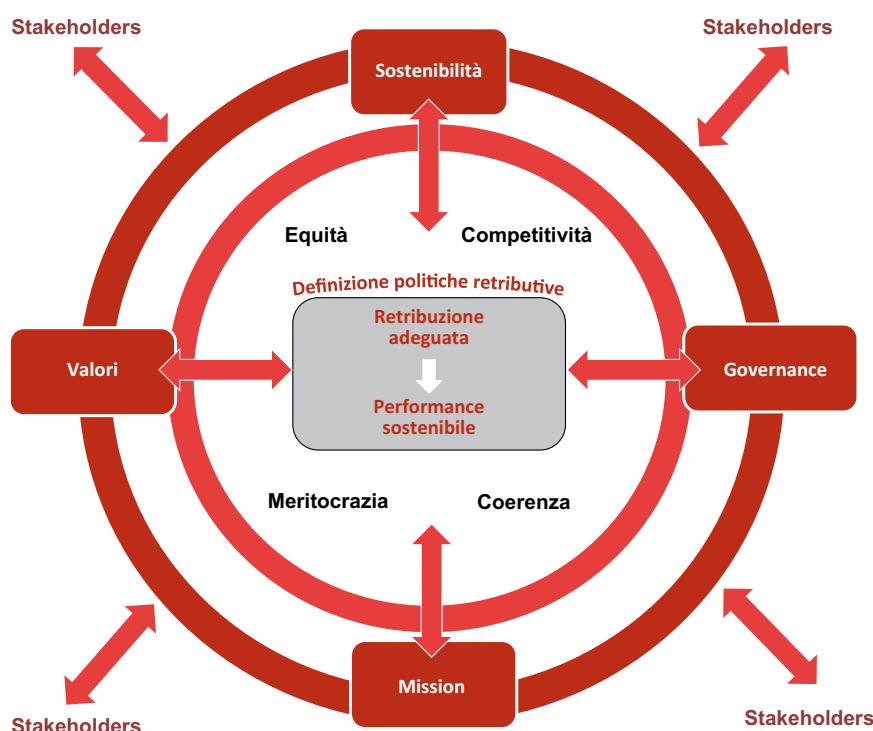 Stakeholders
Stakeholders
Sostenibilità
Equità
Competitività
Definizione politiche retributive
Retribuzione
adeguata
Valori
Governance
Performance
sostenibile
Meritocrazia
Coerenza
Mission
Stakeholders
Stakeholders